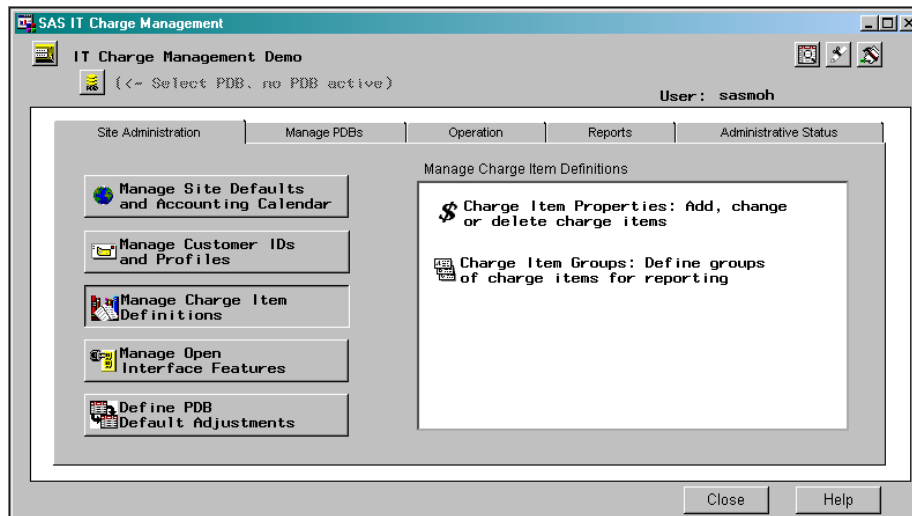 SAS IT Charge Management
IT Charge Management Demo
(<- Select PDB, no PDB active)
User: sasmoh
Site Administration
Manage PDBs
Operation
Reports
Administrative Status
Manage Site Defaults
and Accounting Calendar
Manage Customer IDs
and Profiles
Manage Charge Item
Definitions
Manage Open
Interface Features
Define PDB
Default Adjustments
Manage Charge Item Definitions
Charge Item Properties: Add, change
or delete charge items
Charge Item Groups: Define groups
of charge items for reporting
Close
Help